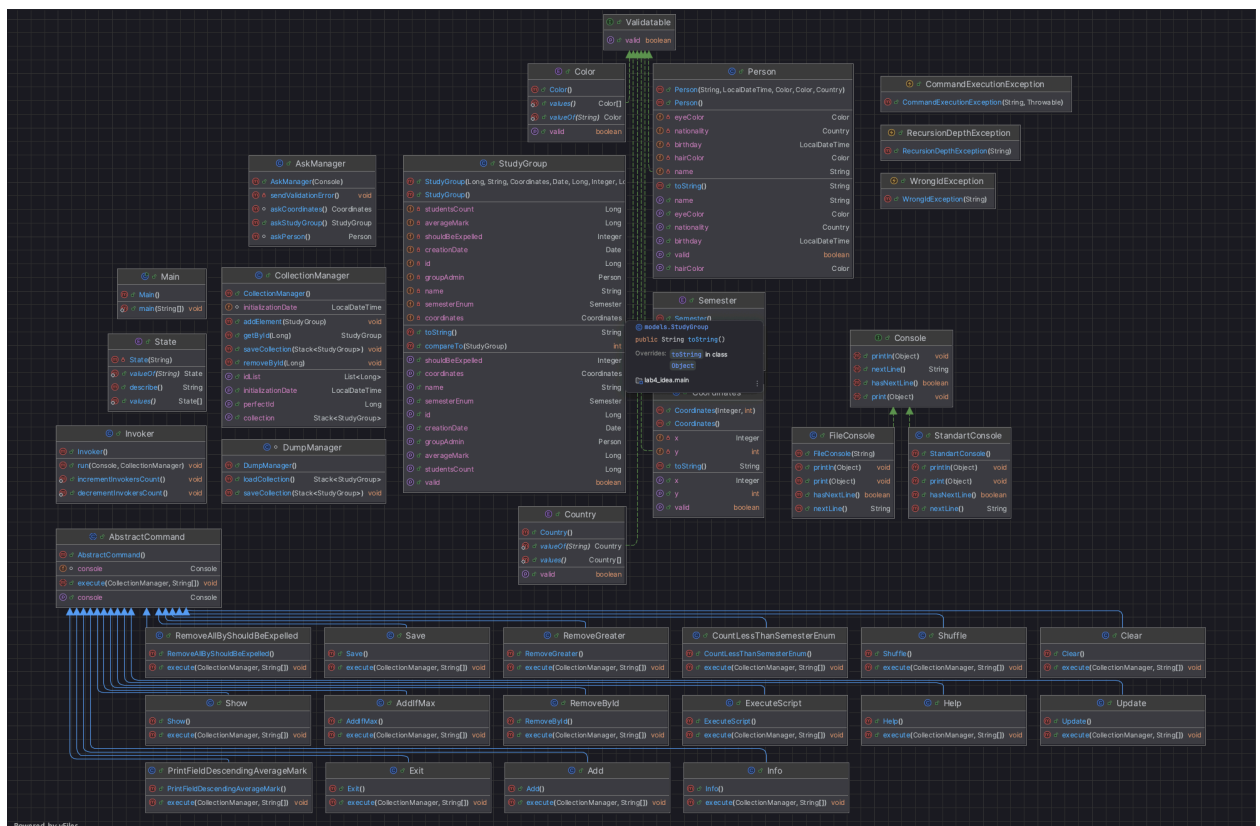 Validatable
valid boolean
Color
Color()
values() Color[]
valueOf(String) Color
valid boolean
Person
Person(String, LocalDateTime, Color, Color, Country)
Person()
eyeColor Color
nationality Country
birthday LocalDateTime
hairColor Color
name String
toString() String
name String
eyeColor Color
nationality Country
birthday LocalDateTime
valid boolean
hairColor Color
CommandExecutionException
CommandExecutionException(String, Throwable)
RecursionDepthException
RecursionDepthException(String)
WrongIdException
WrongIdException(String)
AskManager
AskManager(Console)
sendValidationError() void
askCoordinates() Coordinates
askStudyGroup() StudyGroup
askPerson() Person
StudyGroup
StudyGroup(Long, String, Coordinates, Date, Long, Integer, Lo
StudyGroup()
studentsCount Long
averageMark Long
shouldBeExpelled Integer
creationDate Date
id Long
groupAdmin Person
name String
semesterEnum Semester
coordinates Coordinates
toString() String
compareTo(StudyGroup) int
shouldBeExpelled Integer
coordinates Coordinates
name String
semesterEnum Semester
id Long
creationDate Date
groupAdmin Person
averageMark Long
studentsCount Long
valid boolean
Main
Main()
main(String[]) void
CollectionManager
CollectionManager()
initializationDate LocalDateTime
addElement(StudyGroup) void
getById(Long) StudyGroup
saveCollection(Stack<StudyGroup>) void
removeById(Long) void
idList List<Long>
initializationDate LocalDateTime
perfectId Long
collection Stack<StudyGroup>
State
State(String)
valueOf(String) State
describe() String
values() State[]
Semester
Semester()
models.StudyGroup
public String toString()
Overrides: toString in class
Object
lab4_idea.main
Coordinates
Coordinates(Integer, int)
Coordinates()
x Integer
y int
toString() String
x Integer
y int
valid boolean
Console
println(Object) void
nextLine() String
hasNextLine() boolean
print(Object) void
Invoker
Invoker()
run(Console, CollectionManager) void
incrementInvokersCount() void
decrementInvokersCount() void
DumpManager
DumpManager()
loadCollection() Stack<StudyGroup>
saveCollection(Stack<StudyGroup>) void
FileConsole
FileConsole(String)
println(Object) void
print(Object) void
hasNextLine() boolean
nextLine() String
StandartConsole
StandartConsole()
println(Object) void
print(Object) void
hasNextLine() boolean
nextLine() String
Country
Country()
valueOf(String) Country
values() Country[]
valid boolean
AbstractCommand
AbstractCommand()
console Console
execute(CollectionManager, String[]) void
console Console
RemoveAllByShouldBeExpelled
RemoveAllByShouldBeExpelled()
execute(CollectionManager, String[]) void
Save
Save()
execute(CollectionManager, String[]) void
RemoveGreater
RemoveGreater()
execute(CollectionManager, String[]) void
CountLessThanSemesterEnum
CountLessThanSemesterEnum()
execute(CollectionManager, String[]) void
Shuffle
Shuffle()
execute(CollectionManager, String[]) void
Clear
Clear()
execute(CollectionManager, String[]) void
Show
Show()
execute(CollectionManager, String[]) void
AddIfMax
AddIfMax()
execute(CollectionManager, String[]) void
RemoveById
RemoveById()
execute(CollectionManager, String[]) void
ExecuteScript
ExecuteScript()
execute(CollectionManager, String[]) void
Help
Help()
execute(CollectionManager, String[]) void
Update
Update()
execute(CollectionManager, String[]) void
PrintFieldDescendingAverageMark
PrintFieldDescendingAverageMark()
execute(CollectionManager, String[]) void
Exit
Exit()
execute(CollectionManager, String[]) void
Add
Add()
execute(CollectionManager, String[]) void
Info
Info()
execute(CollectionManager, String[]) void
Powered by yFiles